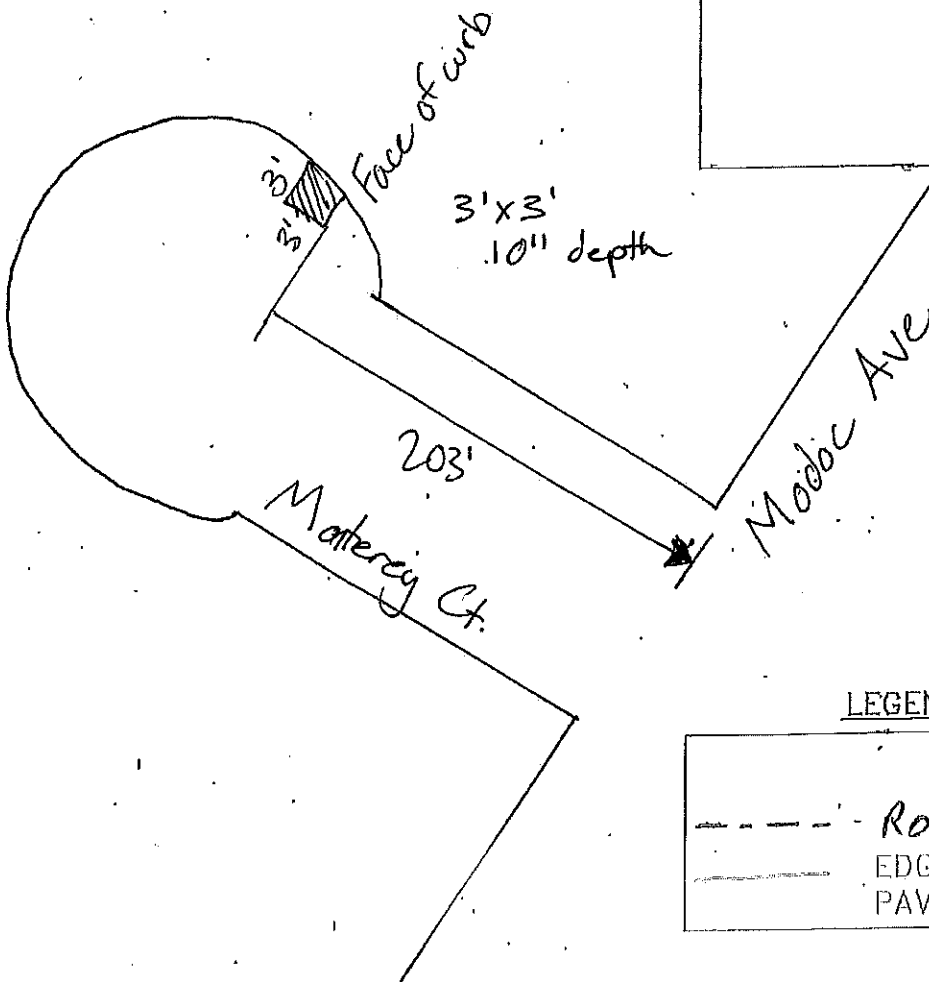 Face of curb
3'
3'
3'x3'
10" depth
203'
Modoc Ave
Monterey Ct.
LEGEN
Ro
EDG
PAV